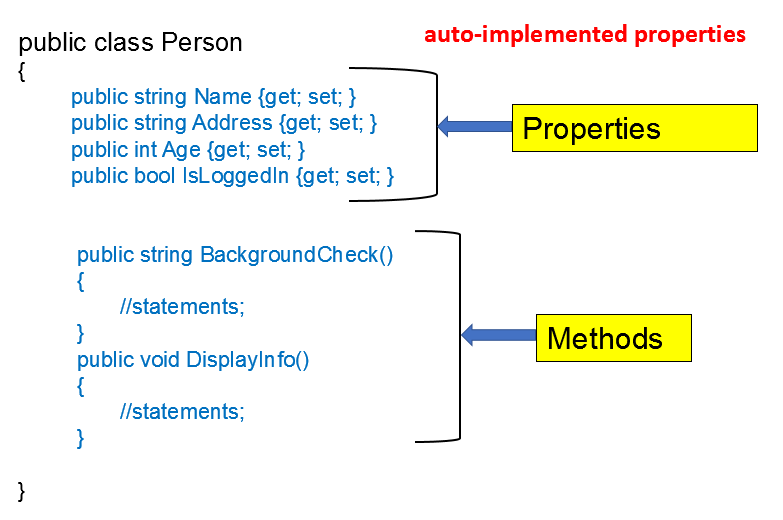 auto-implemented properties
public class Person
{
public string Name {get; set; }
public string Address {get; set; }
public int Age {get; set; }
public bool IsLoggedIn {get; set; }
Properties
public string BackgroundCheck()
{
//statements;
}
public void DisplayInfo()
{
//statements;
}
Methods
}